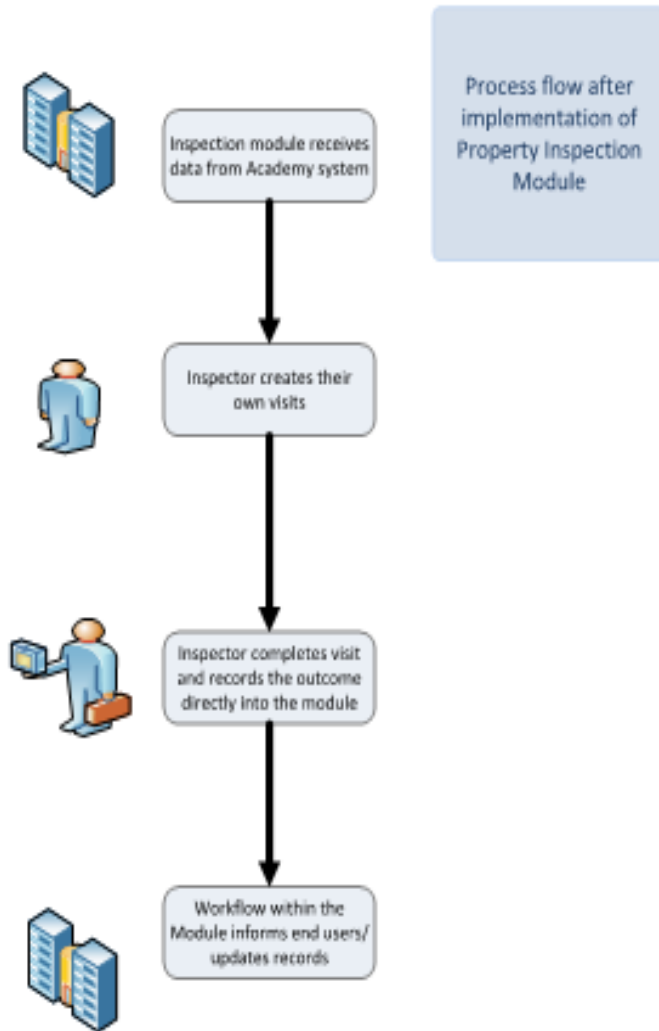 Process flow after
implementation of
Property Inspection
Module
Inspection module receives
data from Academy system
Inspector creates their
own visits
Inspector completes visit
and records the outcome
directly into the module
Workflow within the
Module informs end users/
updates records